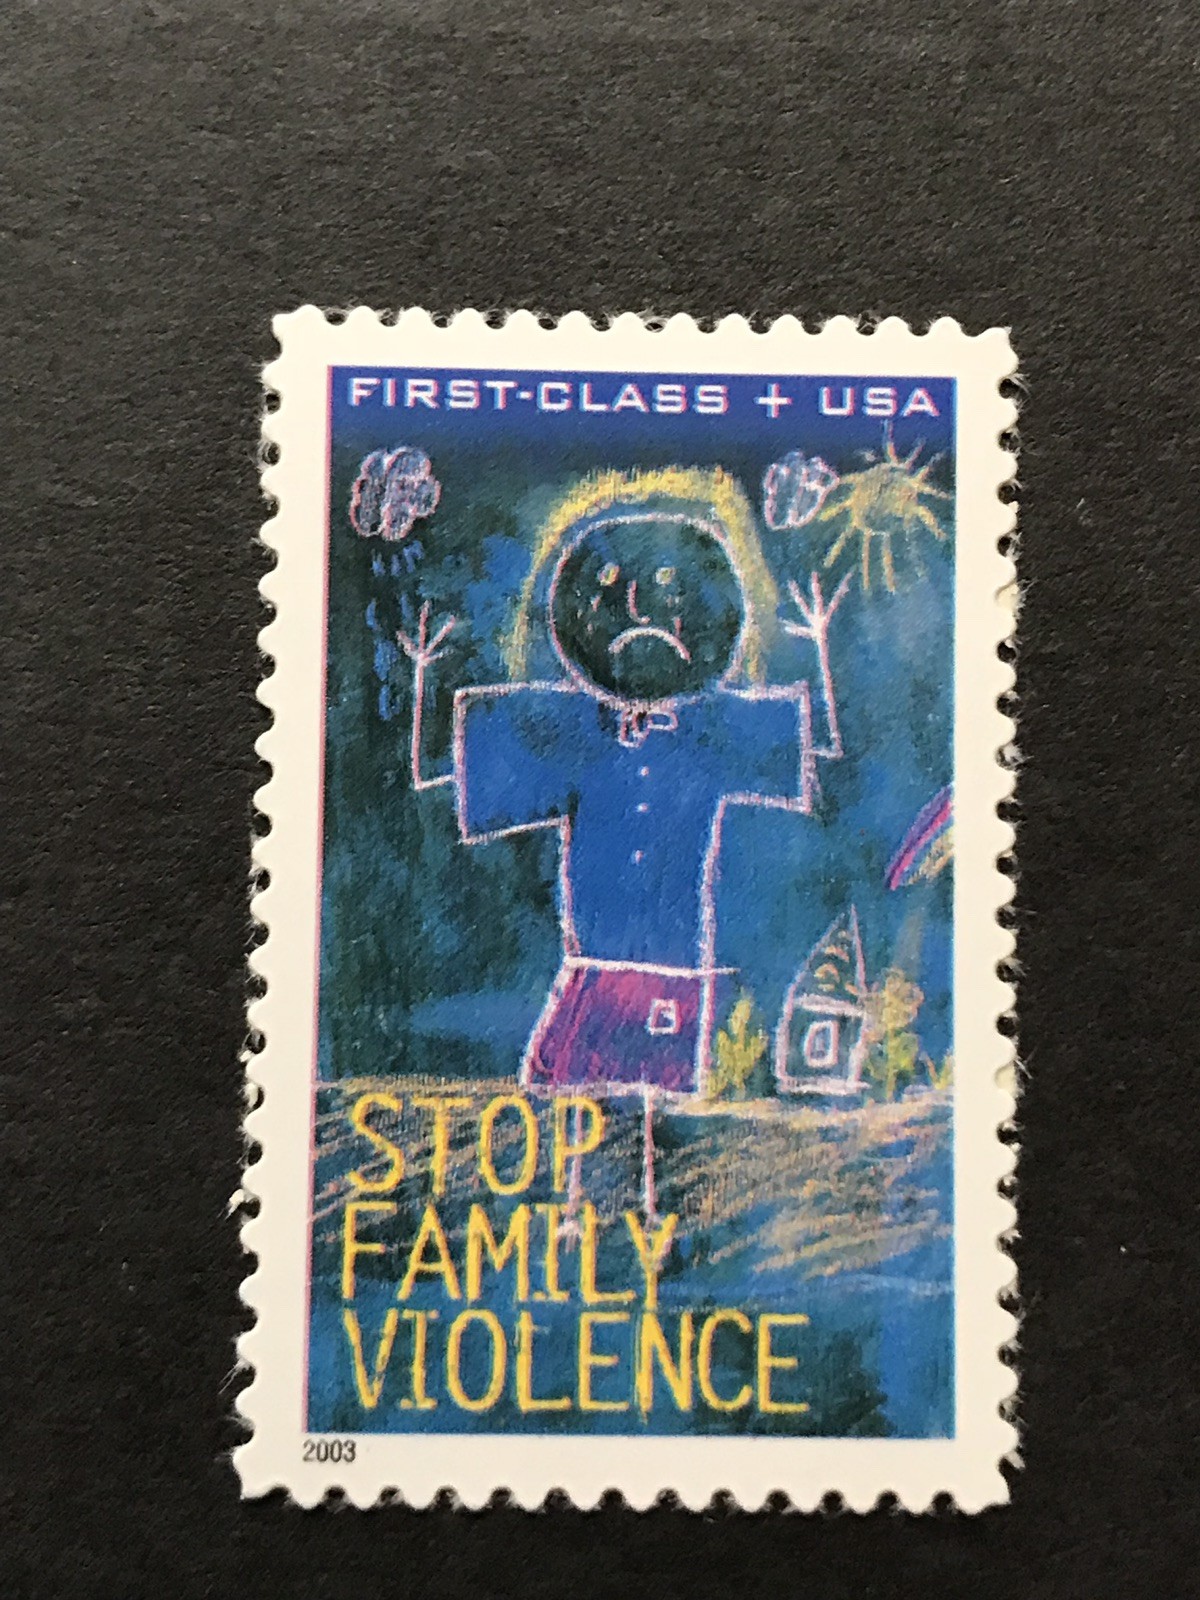 FIRST-CLASS + USA
STOP
FAMILY
VIOLENCE
2003